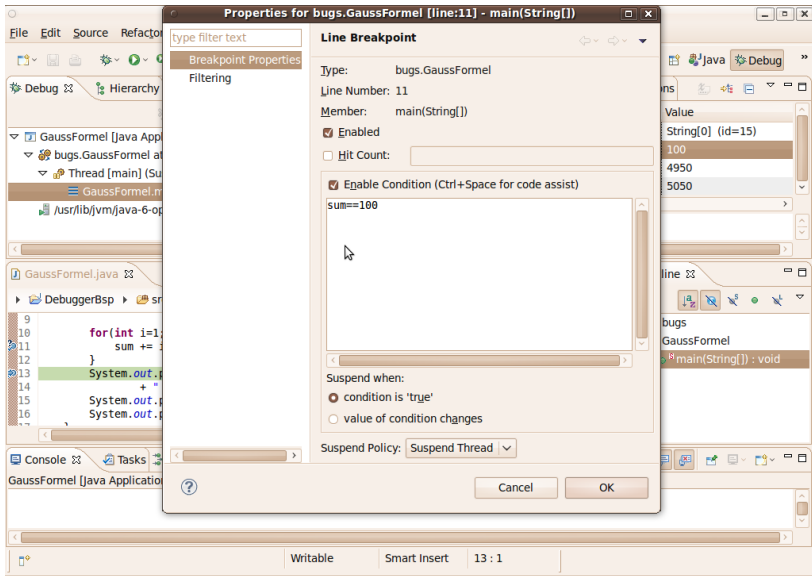 Properties for bugs.GaussFormel [line:11] - main(String[])
File Edit Source Refactor
type filter text
Line Breakpoint
Breakpoint Properties
Filtering
Java Debug »
Debug
Hierarchy
Type: bugs.GaussFormel
Line Number: 11
Member: main(String[])
Enabled
Hit Count:
Enable Condition (Ctrl+Space for code assist)
sum==100
Value
String[0] (id=15)
100
4950
5050
GaussFormel [Java App
bugs.GaussFormel at
Thread [main] (Su
GaussFormel.m
/usr/lib/jvm/java-6-op
GaussFormel.java
line
DebuggerBsp
9
10 for(int i=1;
11 sum += i
12 }
13 System.out.p
14 + "
15 System.out.p
16 System.out.p
17 }
bugs
GaussFormel
main(String[]) : void
Suspend when:
condition is 'true'
value of condition changes
Suspend Policy: Suspend Thread
Console
Tasks
GaussFormel [Java Applicatio
Cancel
OK
Writable
Smart Insert
13 : 1